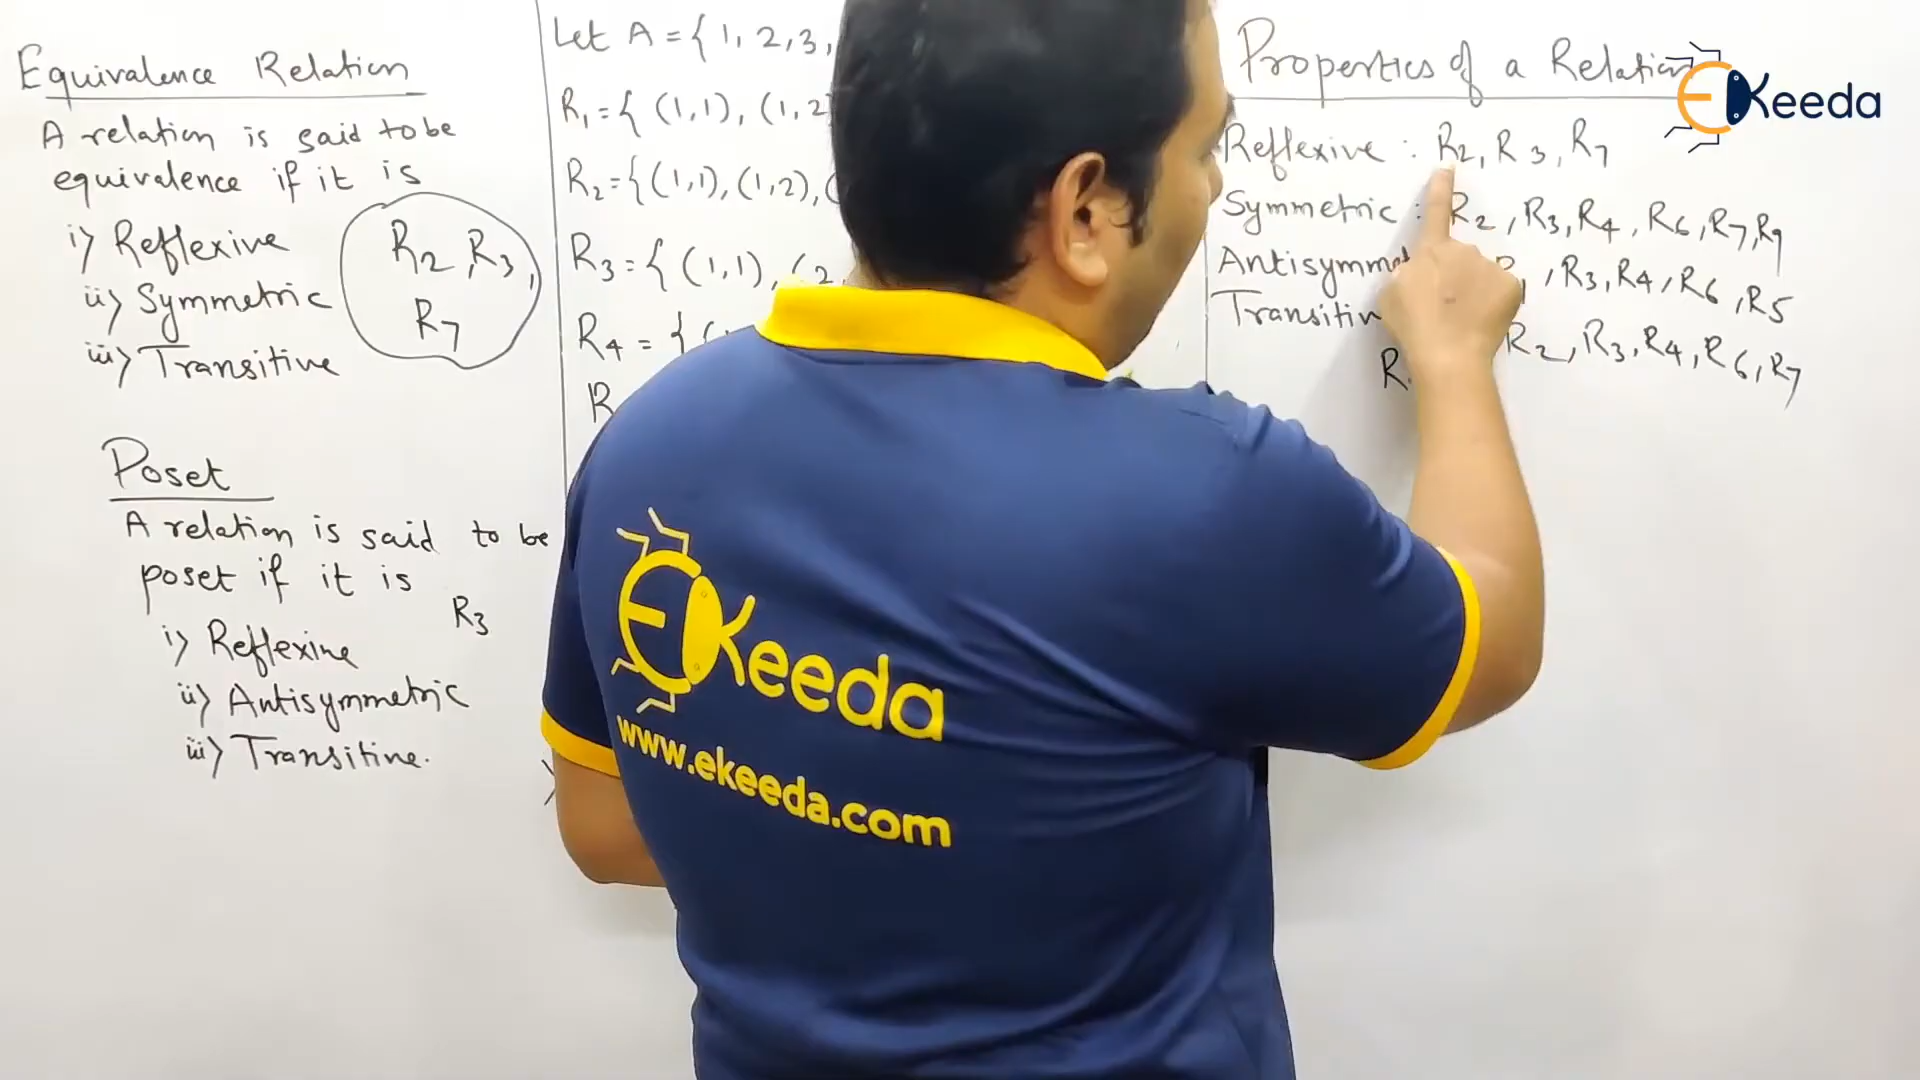 Equivalence Relation
A relation is said to be
equivalence if it is
i) Reflexive
ii) Symmetric
iii) Transitive
R2, R3,
R7
Poset
A relation is said to be
poset if it is
R3
i) Reflexive
ii) Antisymmetric
iii) Transitive.
Let A = { 1, 2, 3,
R1 = { (1,1), (1,2)
R2 = {(1,1), (1,2), (
R3 = { (1,1), (2,
R4 = { (
R
Properties of a Relation
Reflexive : R2, R3, R7
Symmetric : R2, R3, R4, R6, R7, R9
Antisymmet , R3, R4, R6, R5
Transitiv R2, R3, R4, R6, R7
R
EKeeda
EKeeda
www.ekeeda.com